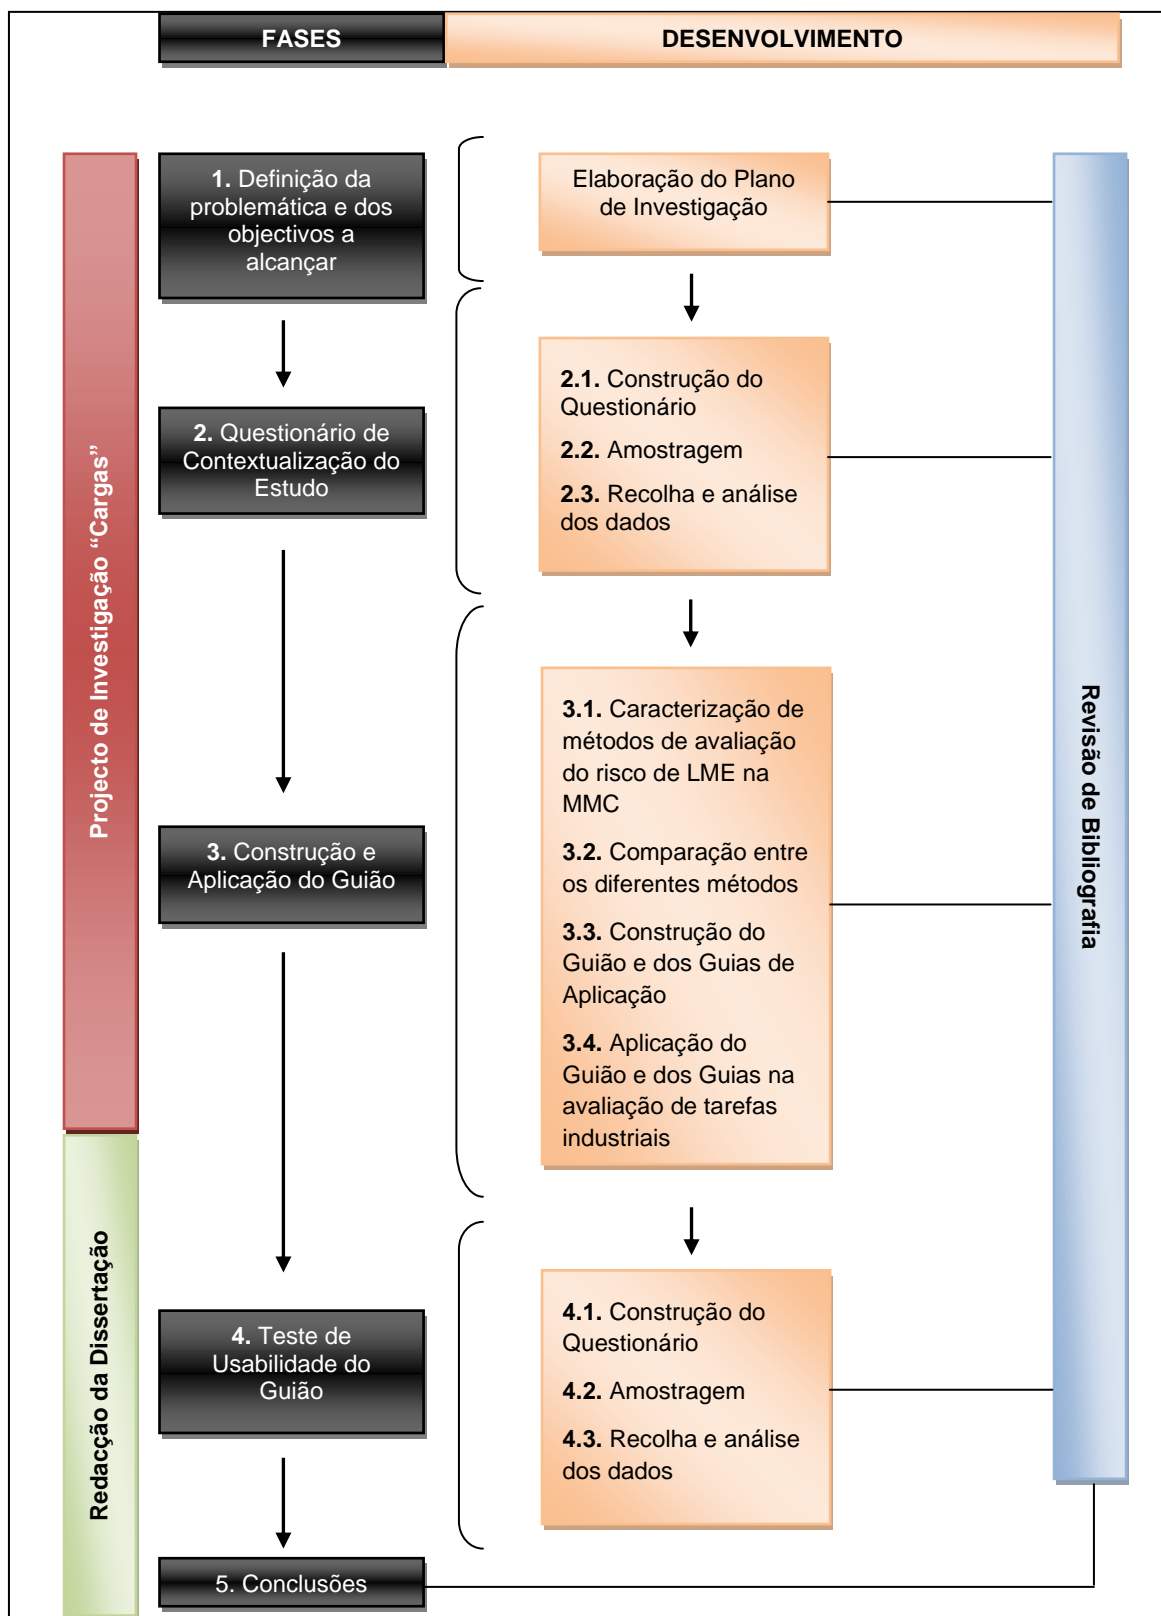 FASES
DESENVOLVIMENTO
Projecto de Investigação “Cargas”
Redacção da Dissertação
1. Definição da
problemática e dos
objectivos a
alcançar
Elaboração do Plano
de Investigação
2. Questionário de
Contextualização do
Estudo
2.1. Construção do
Questionário
2.2. Amostragem
2.3. Recolha e análise
dos dados
3. Construção e
Aplicação do Guião
3.1. Caracterização de
métodos de avaliação
do risco de LME na
MMC
3.2. Comparação entre
os diferentes métodos
3.3. Construção do
Guião e dos Guias de
Aplicação
3.4. Aplicação do
Guião e dos Guias na
avaliação de tarefas
industriais
4. Teste de
Usabilidade do
Guião
4.1. Construção do
Questionário
4.2. Amostragem
4.3. Recolha e análise
dos dados
5. Conclusões
Revisão de Bibliografia